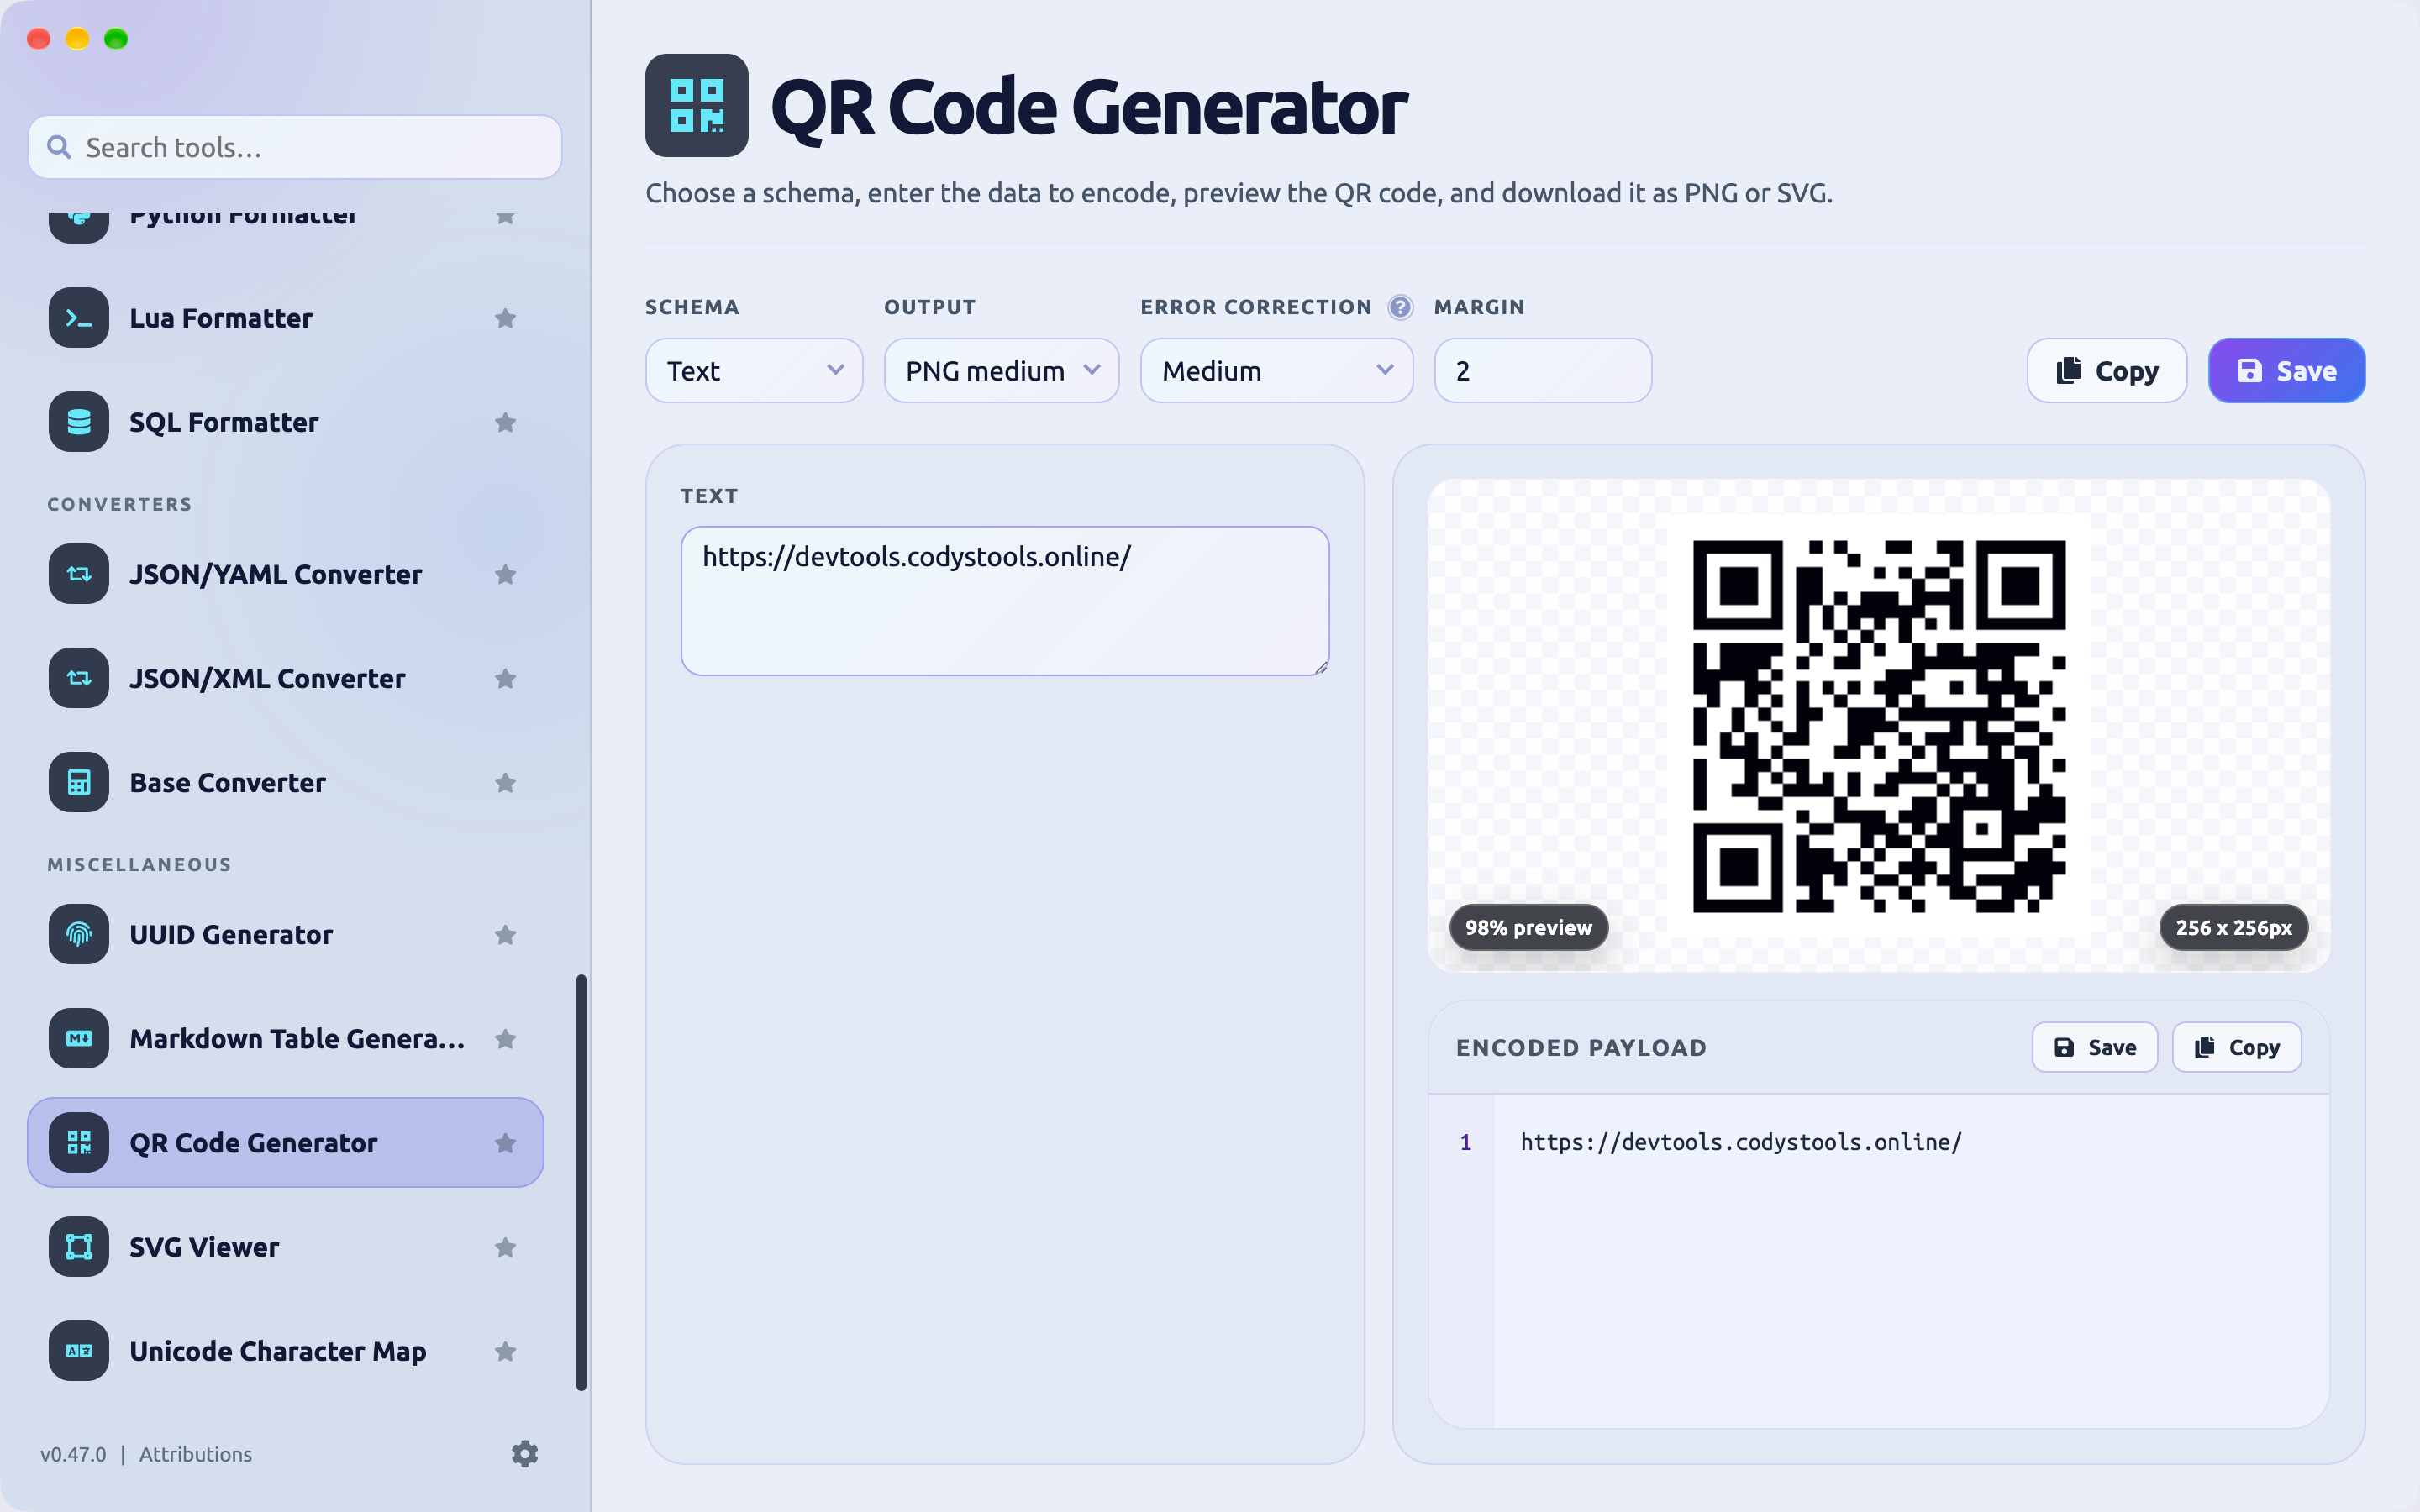 Search tools...
Python Formatter
Lua Formatter
SQL Formatter
CONVERTERS
JSON/YAML Converter
JSON/XML Converter
Base Converter
MISCELLANEOUS
UUID Generator
Markdown Table Genera...
QR Code Generator
SVG Viewer
Unicode Character Map
v0.47.0 | Attributions
QR Code Generator
Choose a schema, enter the data to encode, preview the QR code, and download it as PNG or SVG.
SCHEMA OUTPUT ERROR CORRECTION ? MARGIN
Text PNG medium Medium 2 Copy Save
TEXT
https://devtools.codystools.online/
98% preview 256 x 256px
ENCODED PAYLOAD Save Copy
1 https://devtools.codystools.online/